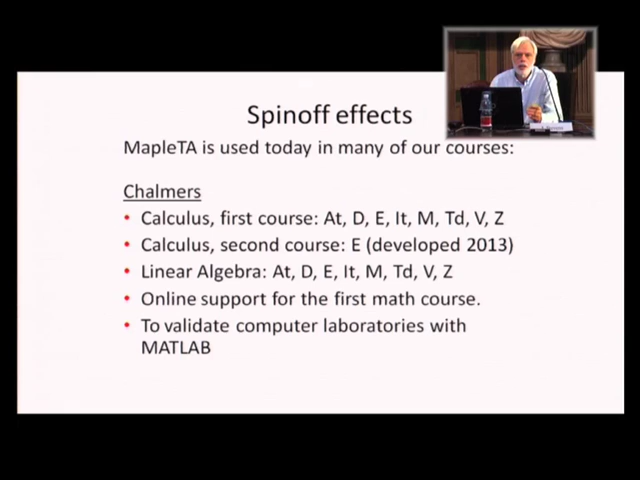 Spinoff effects
MapleTA is used today in many of our courses:
Chalmers
• Calculus, first course: At, D, E, It, M, Td, V, Z
• Calculus, second course: E (developed 2013)
• Linear Algebra: At, D, E, It, M, Td, V, Z
• Online support for the first math course.
• To validate computer laboratories with
MATLAB